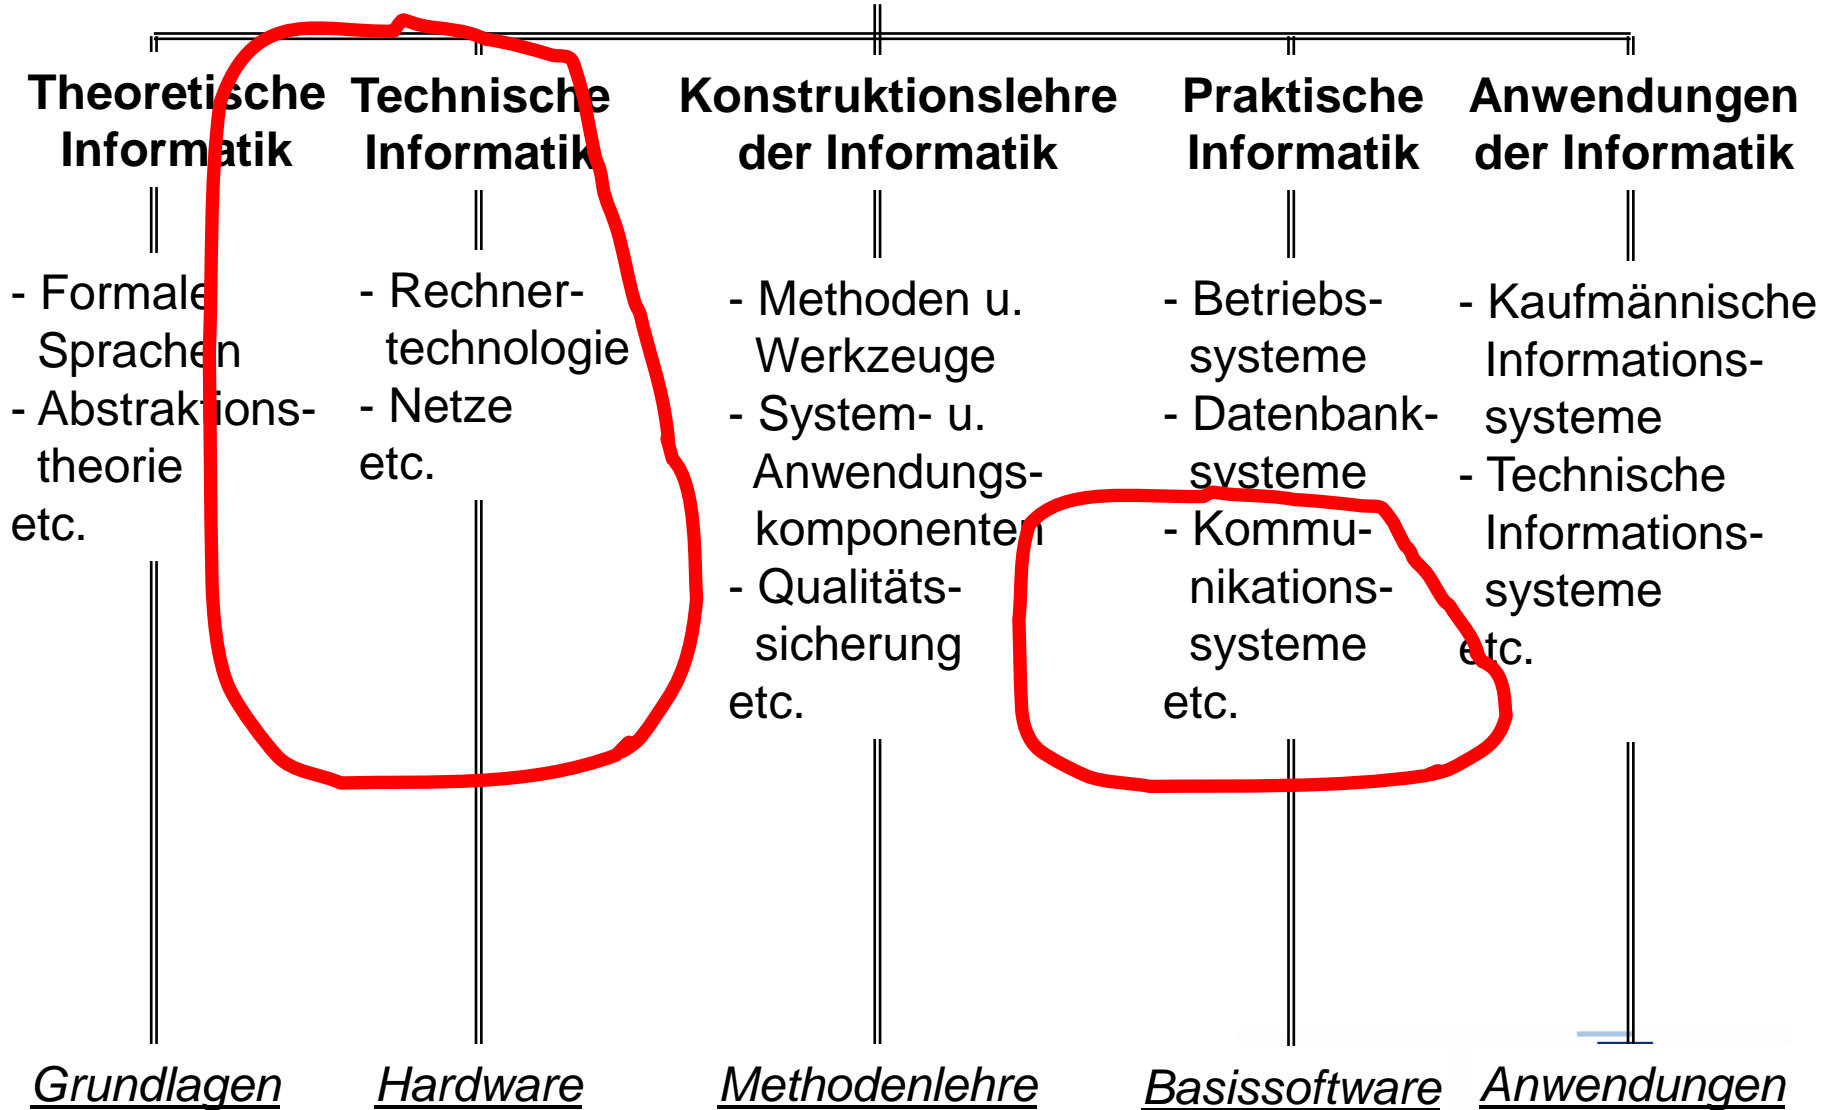 Theoretische
Informatik
- Formale
Sprachen
- Abstraktions-
theorie
etc.
Grundlagen
Technische
Informatik
- Rechner-
technologie
- Netze
etc.
Hardware
Konstruktionslehre
der Informatik
- Methoden u.
Werkzeuge
- System- u.
Anwendungs-
komponenten
- Qualitäts-
sicherung
etc.
Methodenlehre
Praktische
Informatik
- Betriebs-
systeme
- Datenbank-
systeme
- Kommu-
nikations-
systeme
etc.
Basissoftware
Anwendungen
der Informatik
- Kaufmännische
Informations-
systeme
- Technische
Informations-
systeme
etc.
Anwendungen